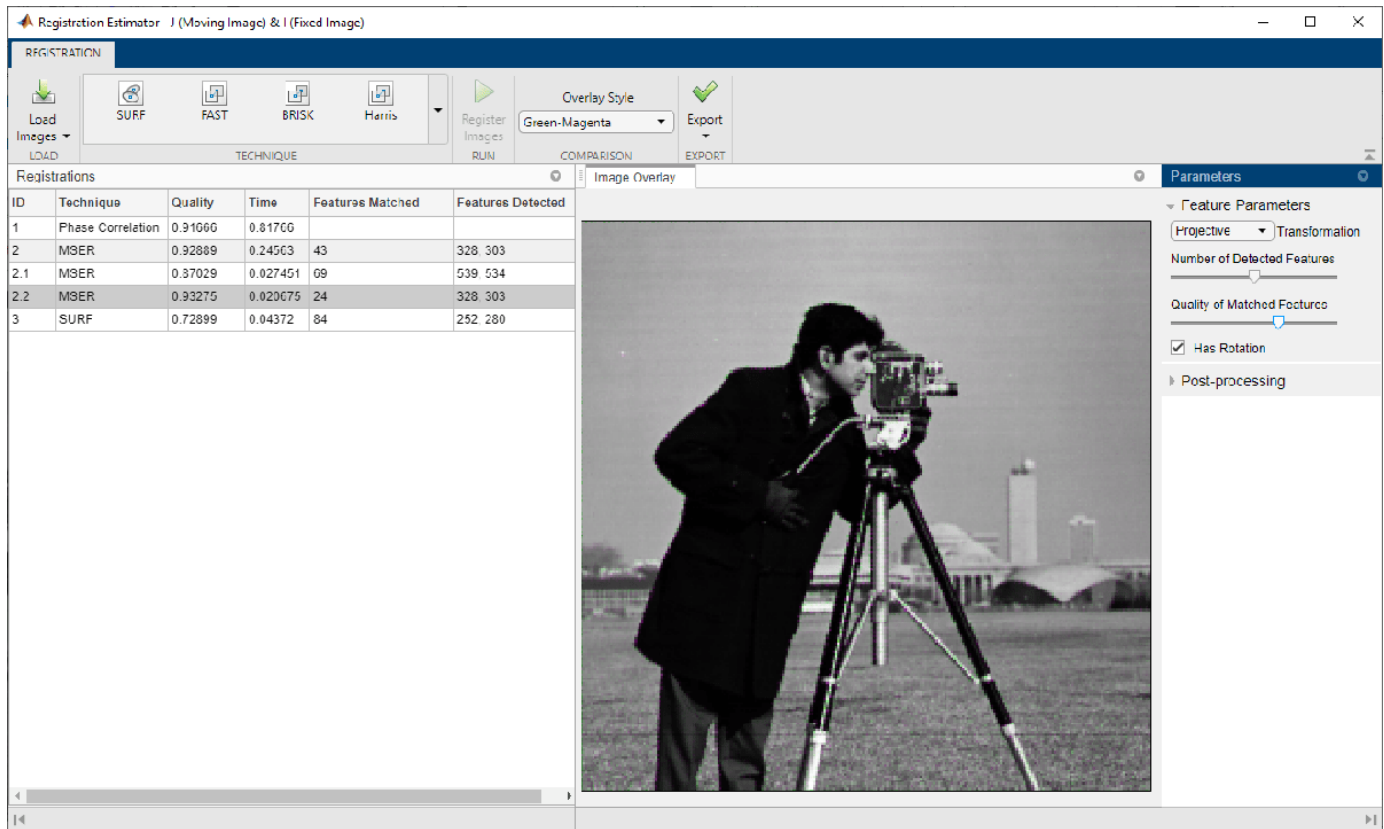 Registration Estimator - J (Moving Image) & I (Fixed Image)
REGISTRATION
Load Images
SURF
FAST
BRISK
Harris
Register Images
Overlay Style
Green-Magenta
Export
LOAD
TECHNIQUE
RUN
COMPARISON
EXPORT
Registrations
ID Technique Quality Time Features Matched Features Detected
1 Phase Correlation 0.91666 0.81766
2 MSER 0.92889 0.24563 43 328, 303
2.1 MSER 0.87029 0.027451 69 539, 534
2.2 MSER 0.93275 0.020675 24 328, 303
3 SURF 0.72899 0.04372 84 252, 280
Image Overlay
Parameters
Feature Parameters
Projective Transformation
Number of Detected Features
Quality of Matched Features
Has Rotation
Post-processing